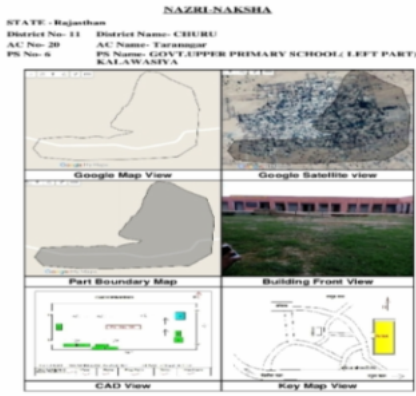 NAZRI-NAKSHA
STATE - Rajasthan
District No- 11 District Name- CHURU
AC No- 20 AC Name- Taranagar
PS No- 6 PS Name- GOVT.UPPER PRIMARY SCHOOL( LEFT PART)
KALAWASIYA
Google Map View Google Satellite view
Part Boundary Map Building Front View
CAD View Key Map View